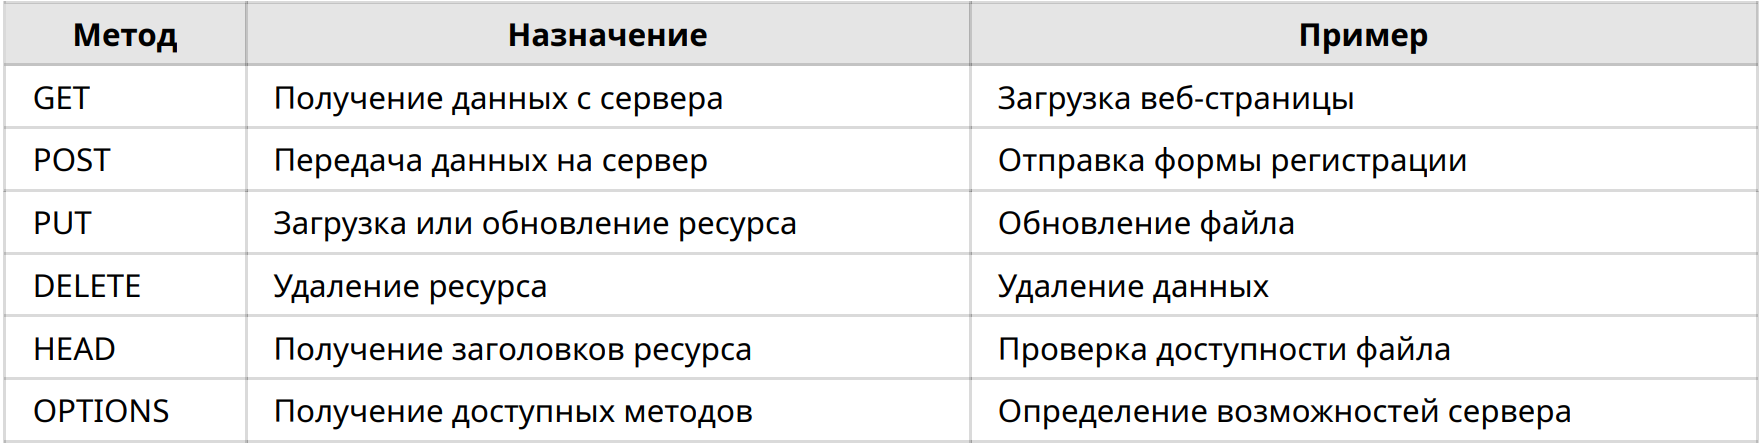 Метод Назначение Пример
GET Получение данных с сервера Загрузка веб-страницы
POST Передача данных на сервер Отправка формы регистрации
PUT Загрузка или обновление ресурса Обновление файла
DELETE Удаление ресурса Удаление данных
HEAD Получение заголовков ресурса Проверка доступности файла
OPTIONS Получение доступных методов Определение возможностей сервера